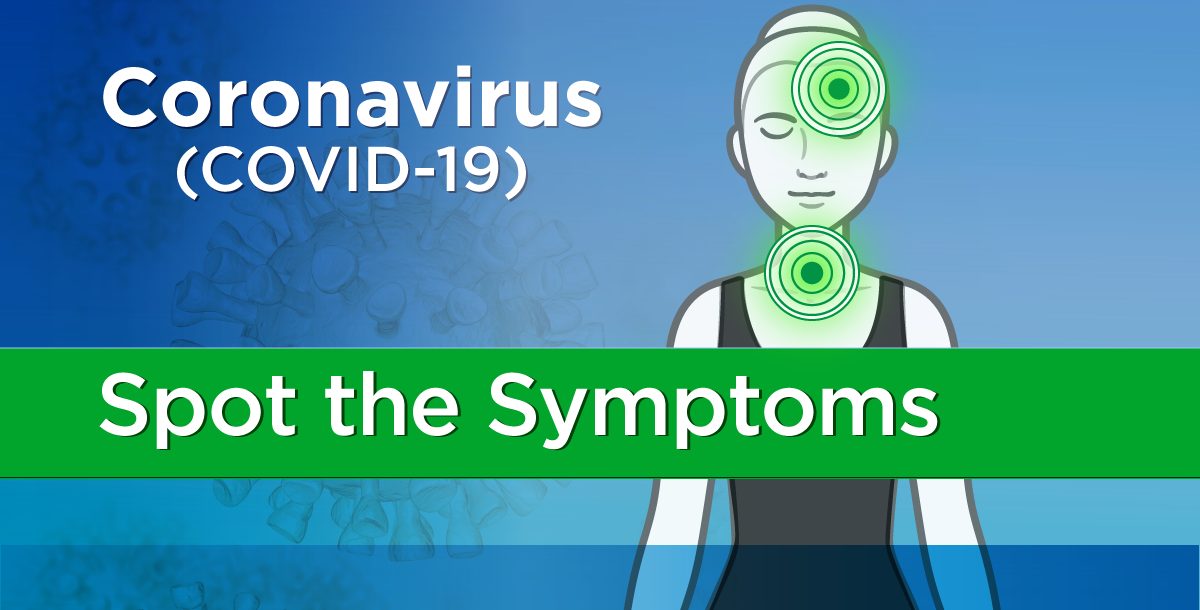 Coronavirus
(COVID-19)
Spot the Symptoms